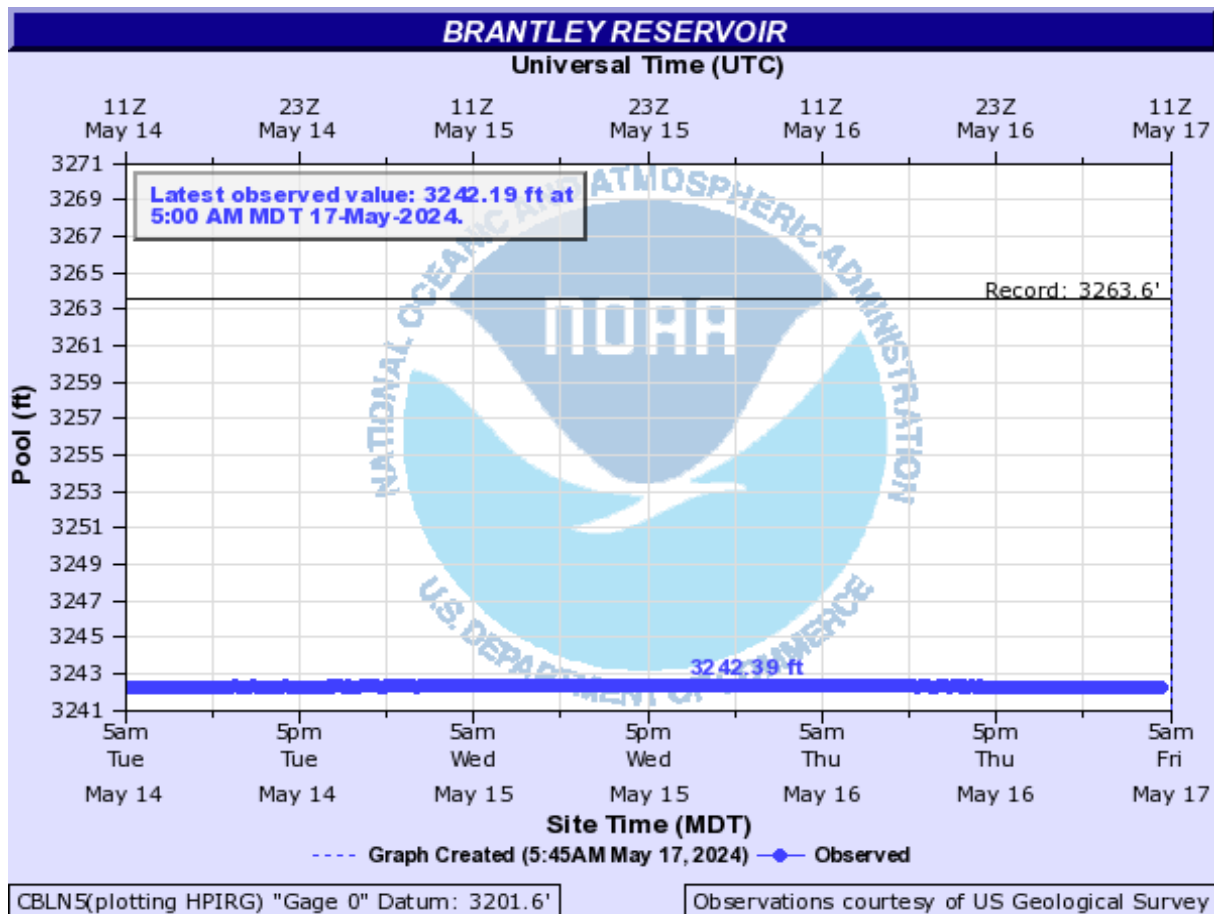 BRANTLEY RESERVOIR
Universal Time (UTC)
11Z 23Z 11Z 23Z 11Z 23Z 11Z
May 14 May 14 May 15 May 15 May 16 May 16 May 17
3271
Latest observed value: 3242.19 ft at
5:00 AM MDT 17-May-2024.
3269
3267
3265
3263
3261
3259
3257
3255
3253
3251
3249
3247
3245
3243
3241
Record: 3263.6'
NATIONAL OCEANIC AND ATMOSPHERIC ADMINISTRATION
NOAA
U.S. DEPARTMENT OF COMMERCE
3242.39 ft
Pool (ft)
5am 5pm 5am 5pm 5am 5pm 5am
Tue Tue Wed Wed Thu Thu Fri
May 14 May 14 May 15 May 15 May 16 May 16 May 17
Site Time (MDT)
Graph Created (5:45AM May 17, 2024) Observed
CBLN5(plotting HPIRG) "Gage 0" Datum: 3201.6'
Observations courtesy of US Geological Survey